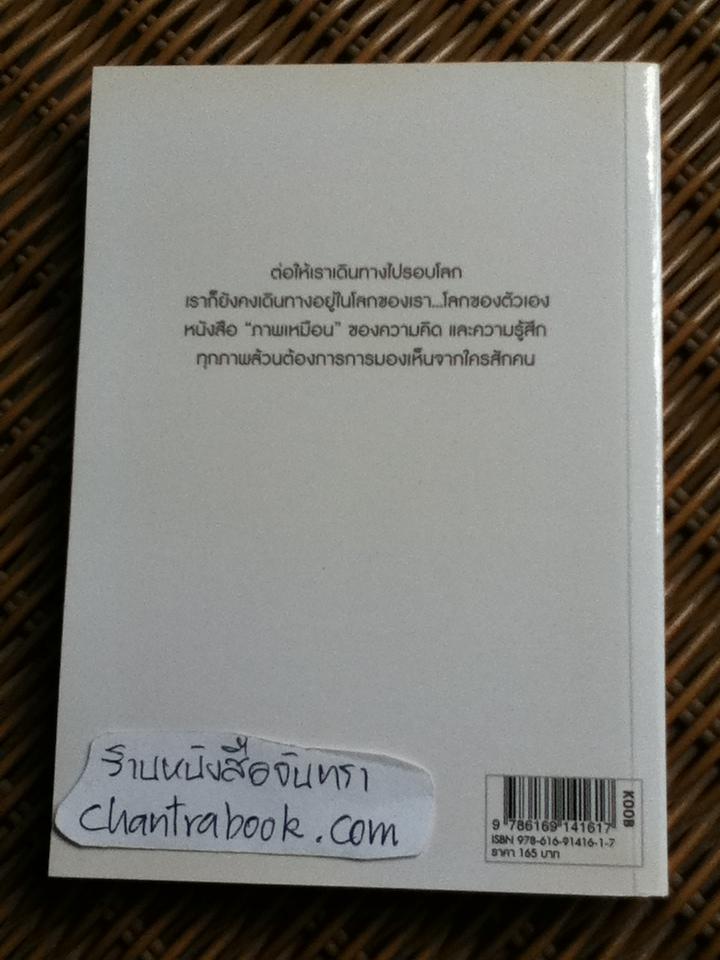 ต่อให้เราเดินทางไปรอบโลก
เราก็ยังคงเดินทางอยู่ในโลกของเรา...โลกของตัวเอง
หนังสือ “ภาพเหมือน” ของความคิด และความรู้สึก
ทุกภาพล้วนต้องการการมองเห็นจากใครสักคน
ร้านหนังสือจันทรา
chantrabook.com
KOOB
9 786169 141617
ISBN 978-616-91416-1-7
ราคา 165 บาท